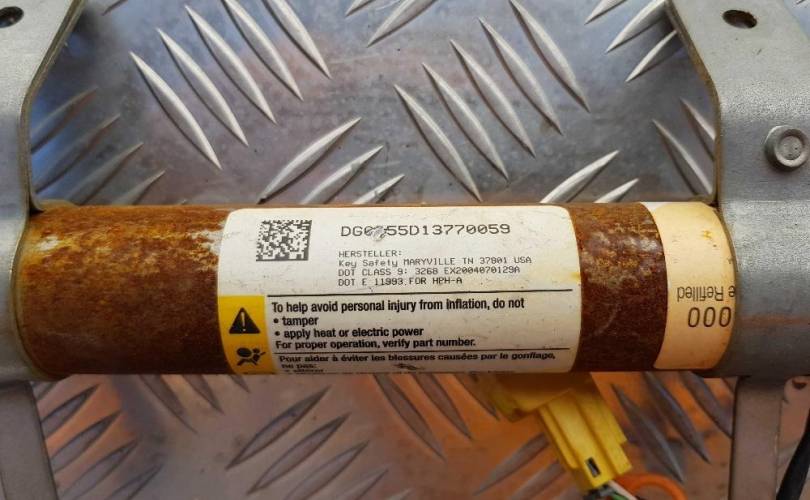 HERSTELLER:
Key Safety MARYVILLE TN 37801 USA
DOT CLASS 9: 3268 EX2004070129A
DOT E 11993 FOR HPH-A
To help avoid personal injury from inflation, do not
• tamper
• apply heat or electric power
For proper operation, verify part number.
Pour aider à éviter les blessures causées par le gonflage,
ne pas:
Refilled
000